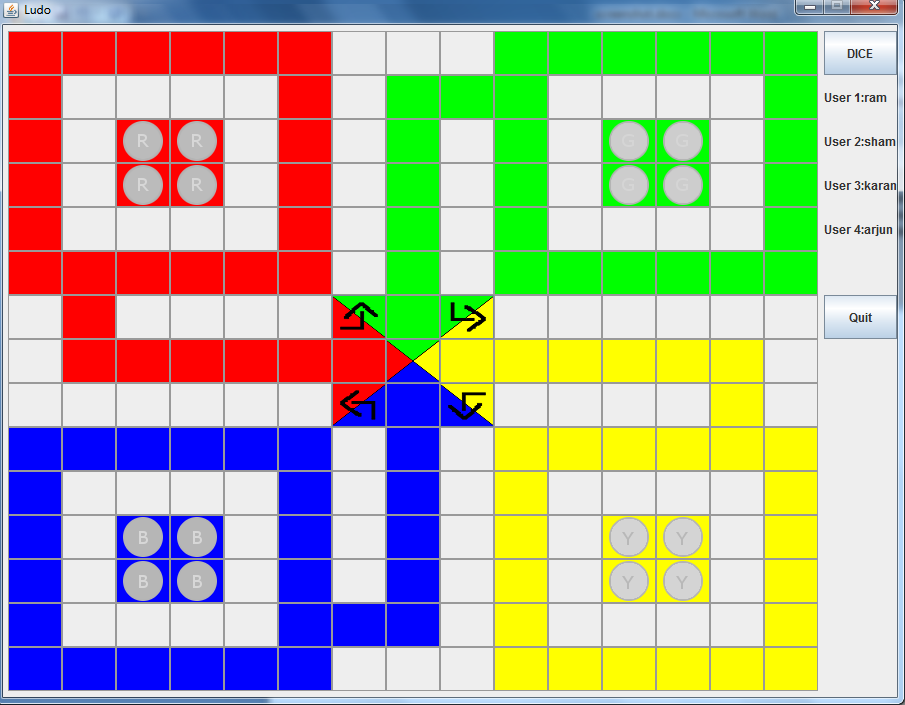 Ludo
DICE
User 1:ram
R R G G
User 2:sham
R R G G
User 3:karan
User 4:arjun
Quit
B B Y Y
B B Y Y